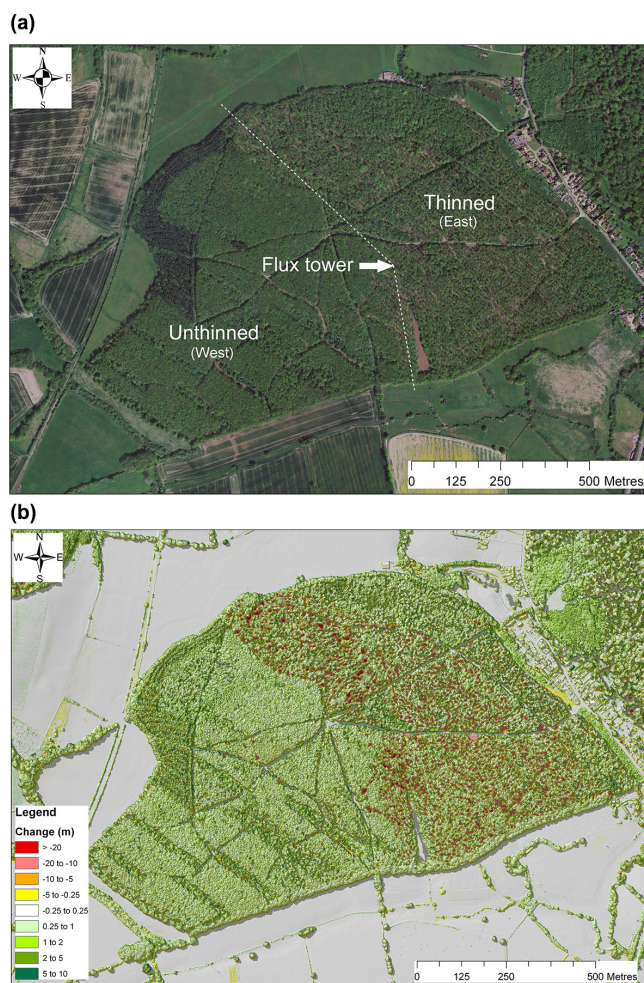 (a)
N
W E
S
Thinned
(East)
Flux tower
Unthinned
(West)
0 250 500 Metres
(b)
N
W E
S
Legend
Change (m)
> -20
-20 to -10
-10 to -5
-5 to -0.25
-0.25 to 0.25
0.25 to 1
1 to 2
2 to 5
5 to 10
0 125 250 500 Metres